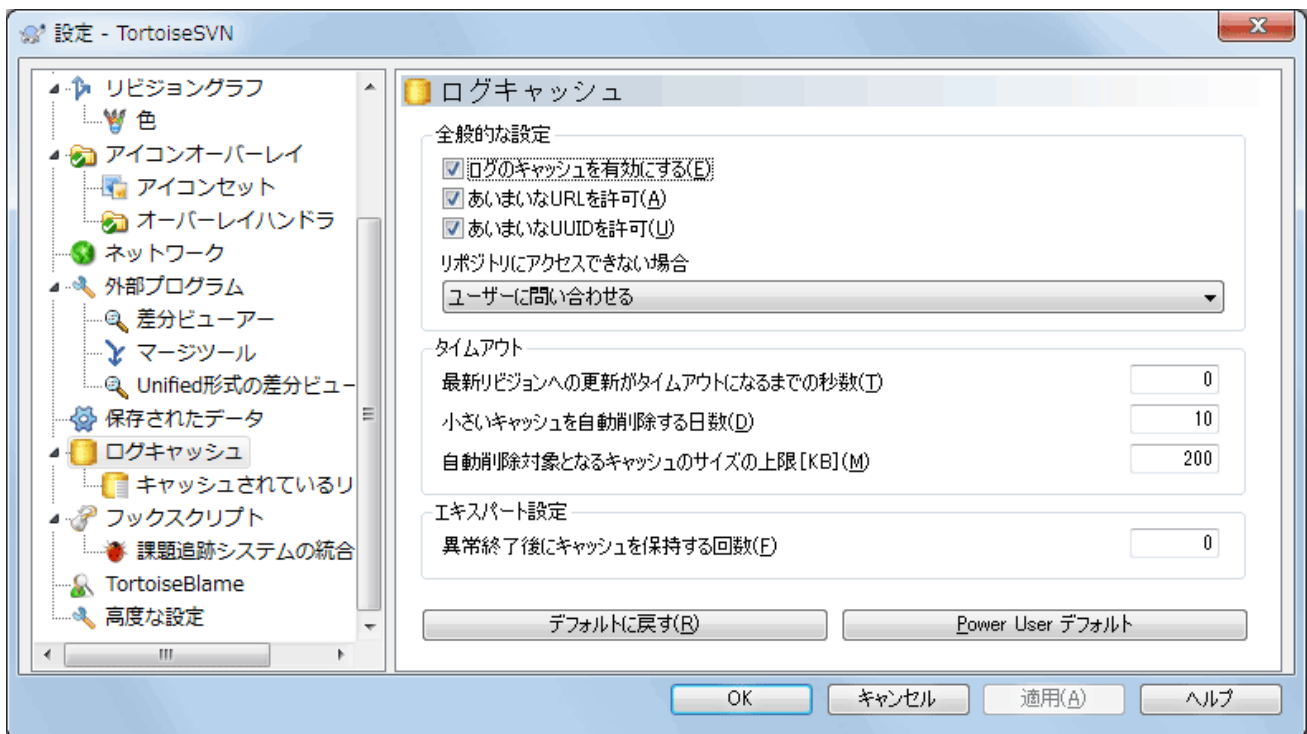 設定 - TortoiseSVN
リビジョングラフ
色
アイコンオーバーレイ
アイコンセット
オーバーレイハンドラ
ネットワーク
外部プログラム
差分ビューアー
マージツール
Unified形式の差分ビュー
保存されたデータ
ログキャッシュ
キャッシュされているリ
フックスクリプト
課題追跡システムの統合
TortoiseBlame
高度な設定
ログキャッシュ
全般的な設定
ログのキャッシュを有効にする(E)
あいまいなURLを許可(A)
あいまいなUUIDを許可(U)
リポジトリにアクセスできない場合
ユーザーに問い合わせる
タイムアウト
最新リビジョンへの更新がタイムアウトになるまでの秒数(T) 0
小さいキャッシュを自動削除する日数(D) 10
自動削除対象となるキャッシュのサイズの上限[KB](M) 200
エキスパート設定
異常終了後にキャッシュを保持する回数(F) 0
デフォルトに戻す(R) Power User デフォルト
OK キャンセル 適用(A) ヘルプ